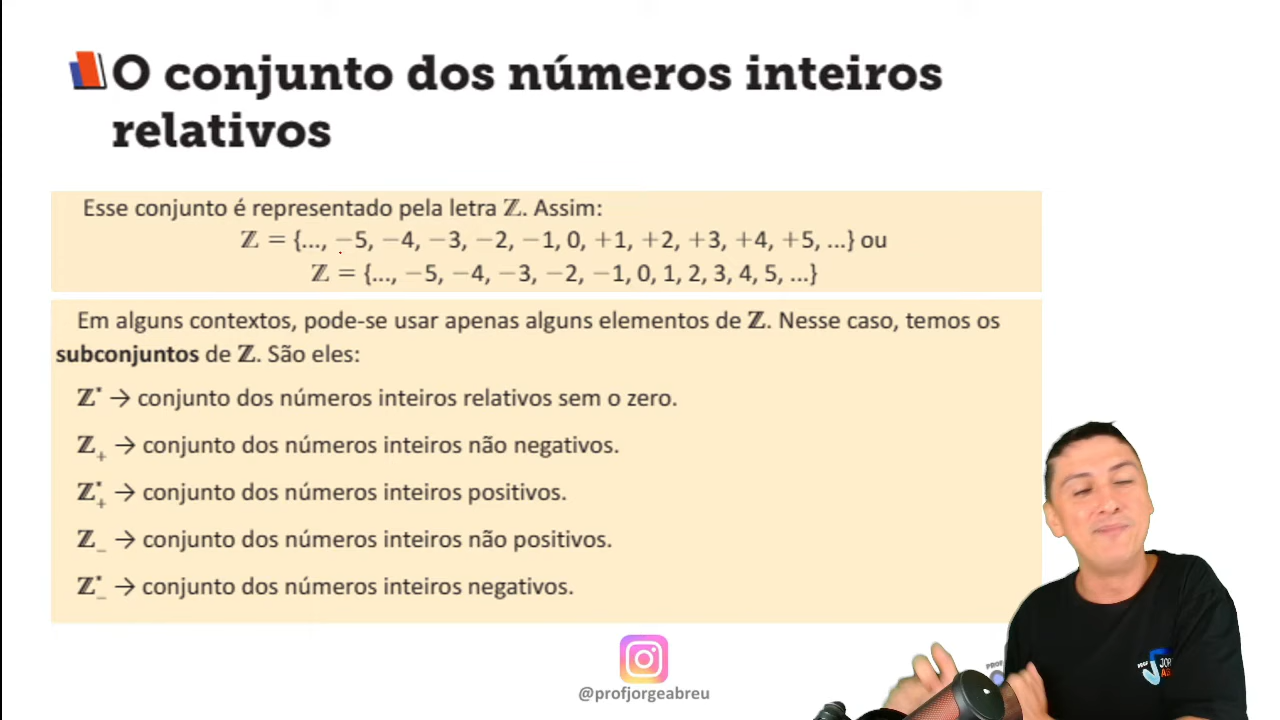 O conjunto dos números inteiros
relativos
Esse conjunto é representado pela letra ℤ. Assim:
ℤ = {..., −5, −4, −3, −2, −1, 0, +1, +2, +3, +4, +5, ...} ou
ℤ = {..., −5, −4, −3, −2, −1, 0, 1, 2, 3, 4, 5, ...}
Em alguns contextos, pode-se usar apenas alguns elementos de ℤ. Nesse caso, temos os
subconjuntos de ℤ. São eles:
ℤ* → conjunto dos números inteiros relativos sem o zero.
ℤ₊ → conjunto dos números inteiros não negativos.
ℤ*₊ → conjunto dos números inteiros positivos.
ℤ₋ → conjunto dos números inteiros não positivos.
ℤ*₋ → conjunto dos números inteiros negativos.
@profjorgeabreu